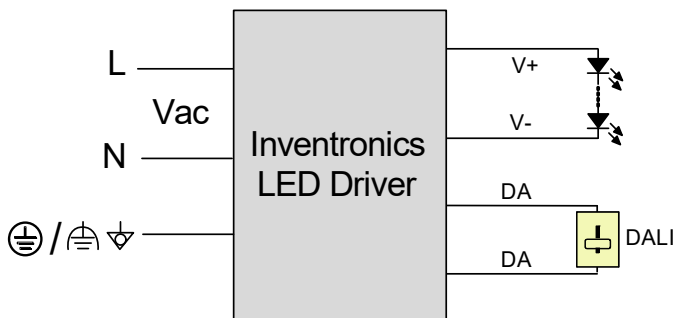 L
Vac
N
/
Inventronics
LED Driver
V+
V-
DA
DA
DALI